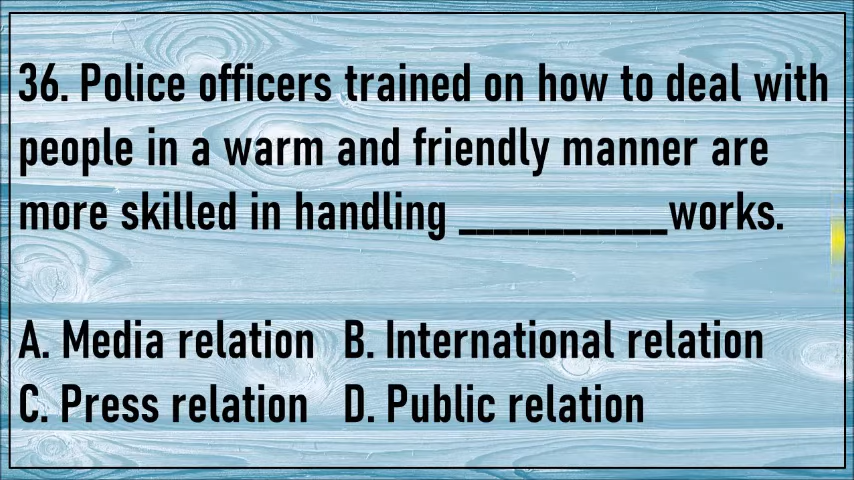 36. Police officers trained on how to deal with
people in a warm and friendly manner are
more skilled in handling ____________works.
A. Media relation B. International relation
C. Press relation D. Public relation